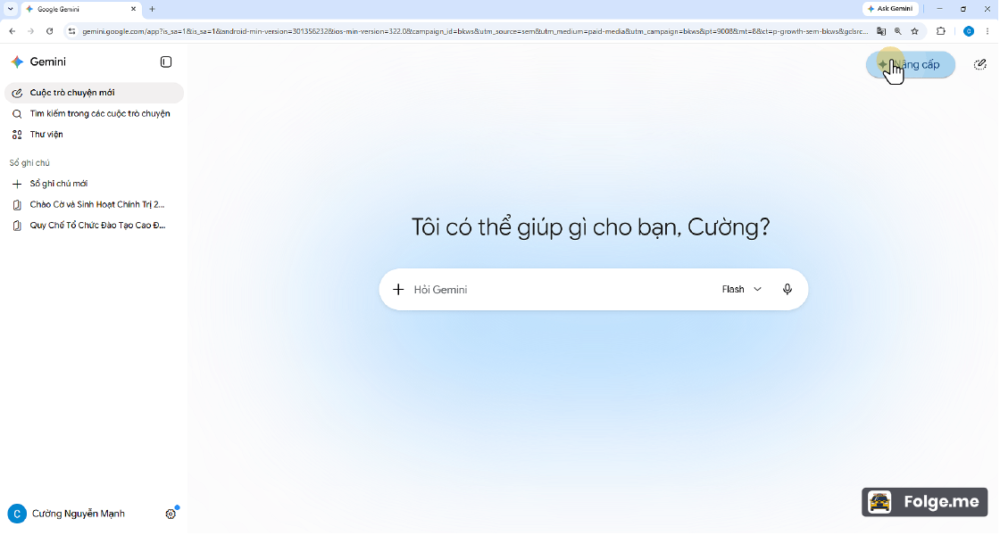 Google Gemini
Ask Gemini
gemini.google.com/app?is_sa=1&is_sa=1&android-min-version=301356232&ios-min-version=322.0&campaign_id=bkws&utm_source=sem&utm_medium=paid-media&utm_campaign=bkws&pt=9008&mt=8&ct=p-growth-sem-bkws&gclsrc...
Gemini
Nâng cấp
Cuộc trò chuyện mới
Tìm kiếm trong các cuộc trò chuyện
Thư viện
Sổ ghi chú
Sổ ghi chú mới
Chào Cờ và Sinh Hoạt Chính Trị 2...
Quy Chế Tổ Chức Đào Tạo Cao Đ...
Tôi có thể giúp gì cho bạn, Cường?
Hỏi Gemini
Flash
C
Cường Nguyễn Mạnh
Folge.me